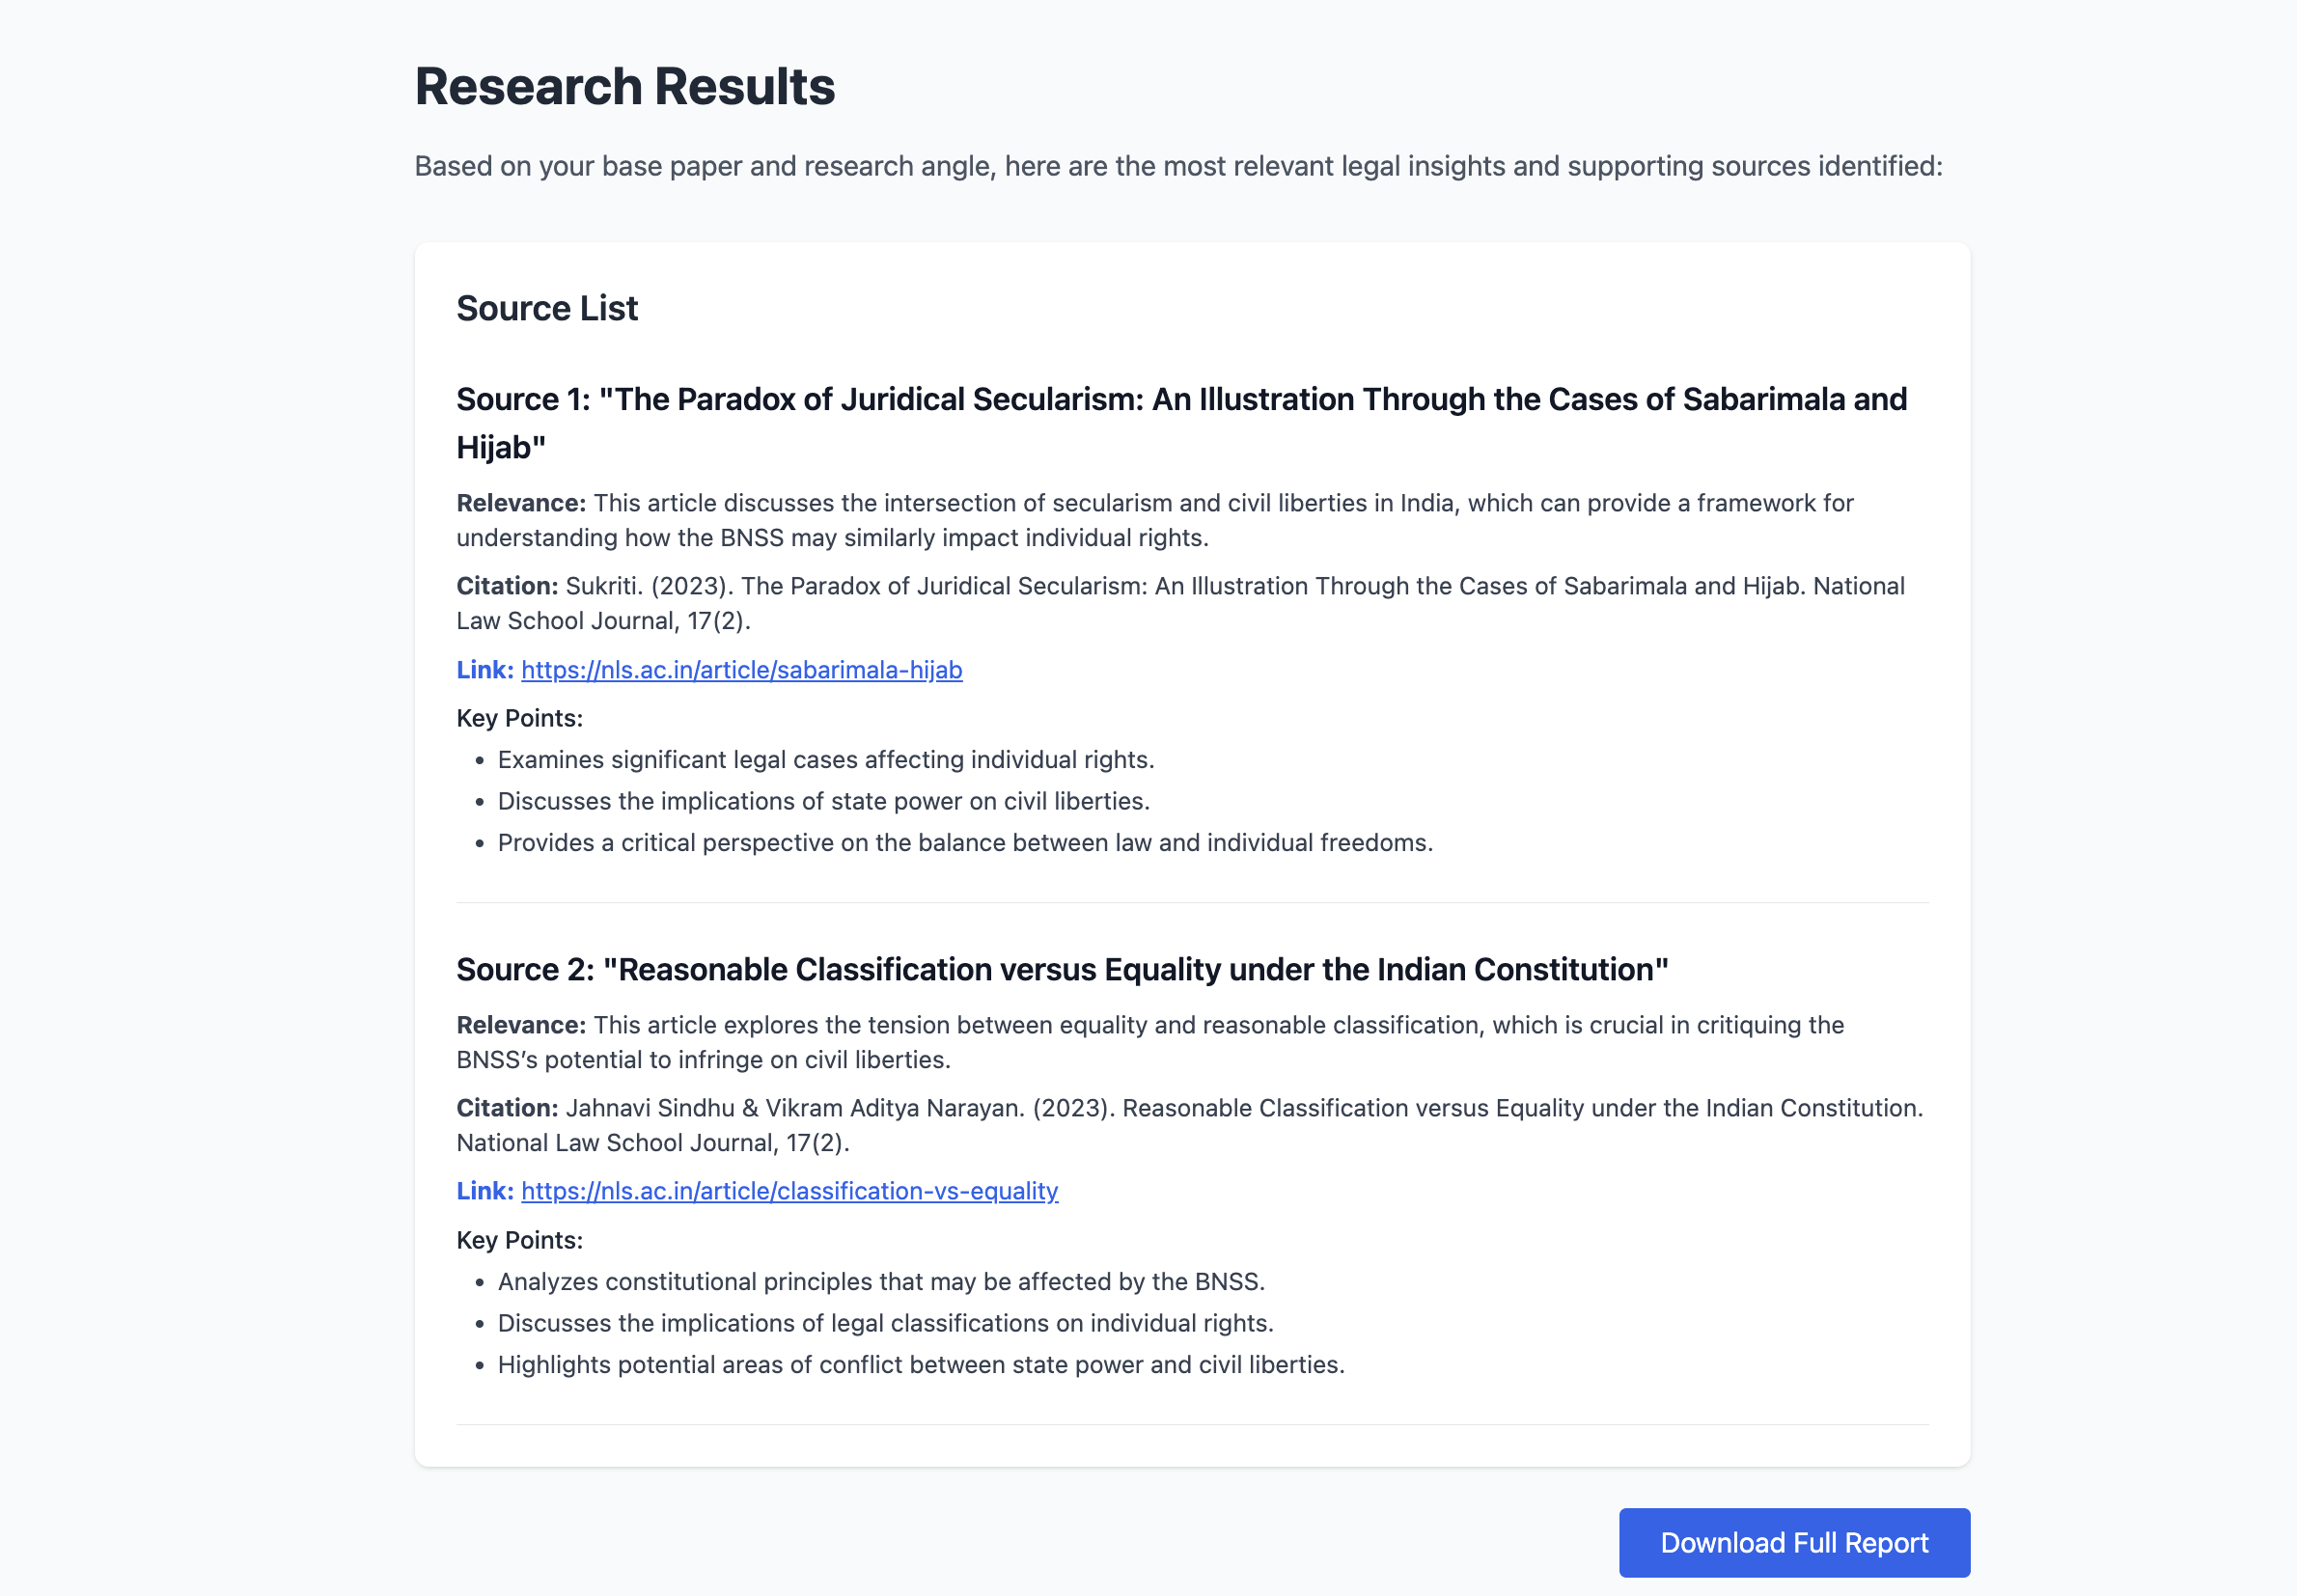 Research Results
Based on your base paper and research angle, here are the most relevant legal insights and supporting sources identified:
Source List
Source 1: "The Paradox of Juridical Secularism: An Illustration Through the Cases of Sabarimala and
Hijab"
Relevance: This article discusses the intersection of secularism and civil liberties in India, which can provide a framework for
understanding how the BNSS may similarly impact individual rights.
Citation: Sukriti. (2023). The Paradox of Juridical Secularism: An Illustration Through the Cases of Sabarimala and Hijab. National
Law School Journal, 17(2).
Link: https://nls.ac.in/article/sabarimala-hijab
Key Points:
• Examines significant legal cases affecting individual rights.
• Discusses the implications of state power on civil liberties.
• Provides a critical perspective on the balance between law and individual freedoms.
Source 2: "Reasonable Classification versus Equality under the Indian Constitution"
Relevance: This article explores the tension between equality and reasonable classification, which is crucial in critiquing the
BNSS’s potential to infringe on civil liberties.
Citation: Jahnavi Sindhu & Vikram Aditya Narayan. (2023). Reasonable Classification versus Equality under the Indian Constitution.
National Law School Journal, 17(2).
Link: https://nls.ac.in/article/classification-vs-equality
Key Points:
• Analyzes constitutional principles that may be affected by the BNSS.
• Discusses the implications of legal classifications on individual rights.
• Highlights potential areas of conflict between state power and civil liberties.
Download Full Report